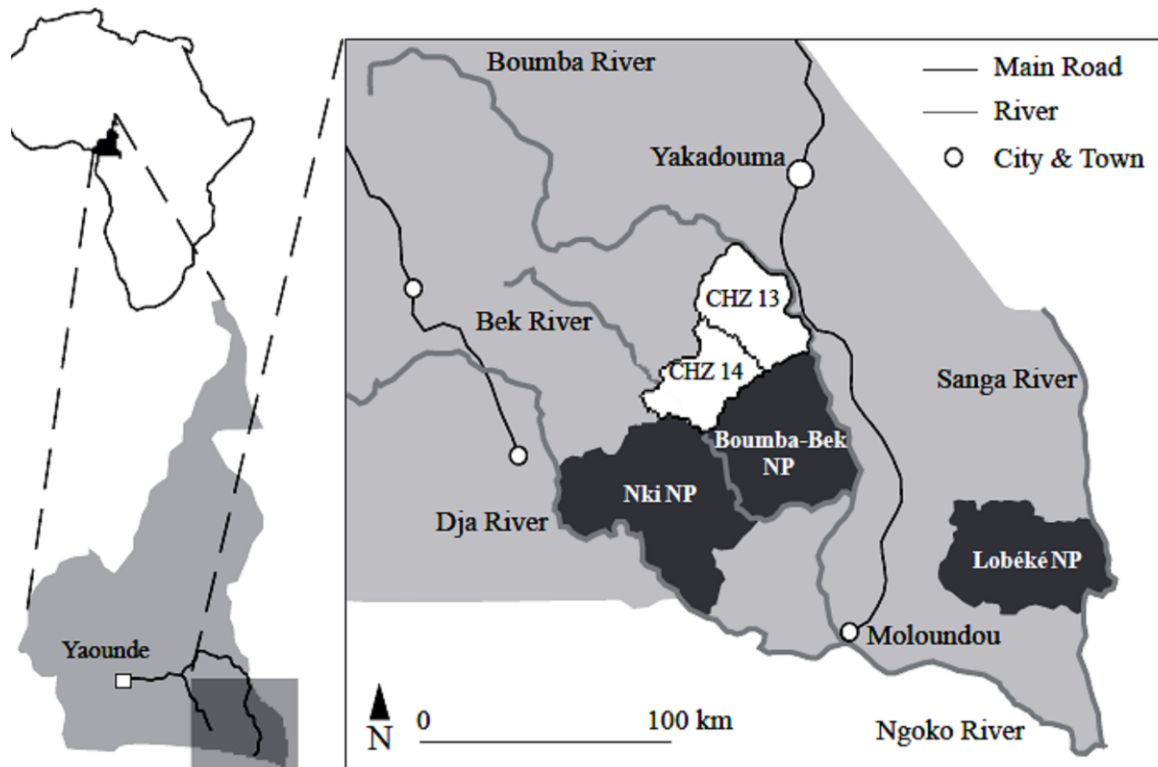 Boumba River
Main Road
River
City & Town
Yakadouma
CHZ 13
Bek River
CHZ 14
Sanga River
Boumba-Bek
NP
Nki NP
Dja River
Lobéké NP
Yaounde
Moloundou
N
0
100 km
Ngoko River